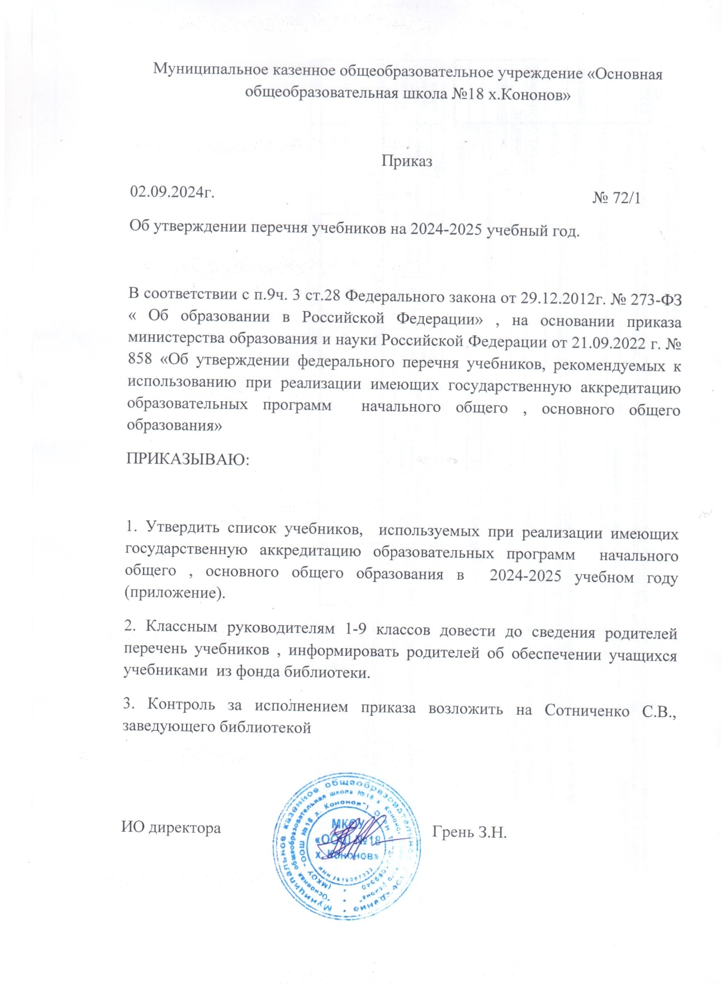 Муниципальное казенное общеобразовательное учреждение «Основная
общеобразовательная школа №18 х.Кононов»
Приказ
02.09.2024г.
№ 72/1
Об утверждении перечня учебников на 2024-2025 учебный год.
В соответствии с п.9ч. 3 ст.28 Федерального закона от 29.12.2012г. № 273-ФЗ
« Об образовании в Российской Федерации» , на основании приказа
министерства образования и науки Российской Федерации от 21.09.2022 г. №
858 «Об утверждении федерального перечня учебников, рекомендуемых к
использованию при реализации имеющих государственную аккредитацию
образовательных программ начального общего , основного общего
образования»
ПРИКАЗЫВАЮ:
1. Утвердить список учебников, используемых при реализации имеющих
государственную аккредитацию образовательных программ начального
общего , основного общего образования в 2024-2025 учебном году
(приложение).
2. Классным руководителям 1-9 классов довести до сведения родителей
перечень учебников , информировать родителей об обеспечении учащихся
учебниками из фонда библиотеки.
3. Контроль за исполнением приказа возложить на Сотниченко С.В.,
заведующего библиотекой
ИО директора
Грень З.Н.
Муниципальное казенное общеобразовательное учреждение
"Основная общеобразовательная школа №18 х. Кононов"
(МКОУ "ООШ №18 х. Кононов")
МКОУ
«ООШ №18
х. Кононов»